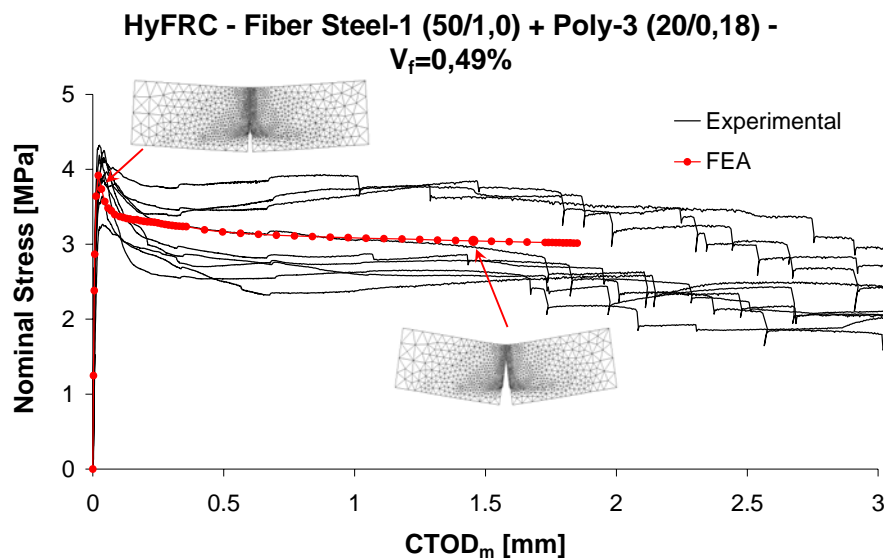 HyFRC - Fiber Steel-1 (50/1,0) + Poly-3 (20/0,18) -
Vf=0,49%
5
4
3
2
1
0
Nominal Stress [MPa]
Experimental
FEA
0
0.5
1
1.5
2
2.5
3
CTODm [mm]